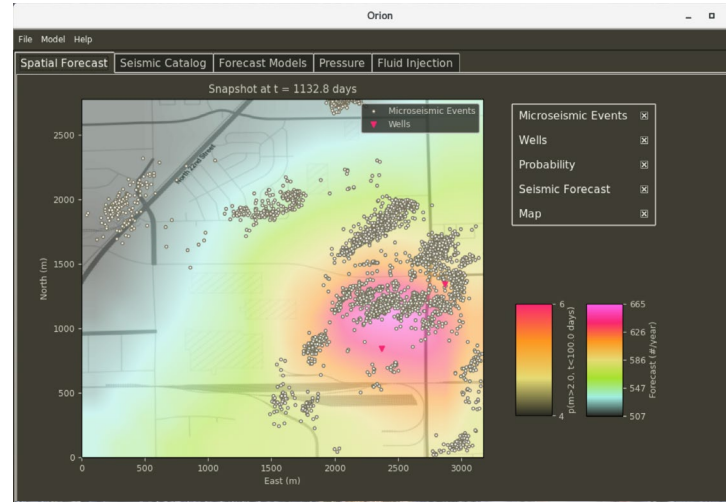 Orion
File Model Help
Spatial Forecast Seismic Catalog Forecast Models Pressure Fluid Injection
Snapshot at t = 1132.8 days
Microseismic Events
Wells
Microseismic Events
Wells
Probability
Seismic Forecast
Map
2500
2000
1500
1000
500
0
North (m)
0 500 1000 1500 2000 2500 3000
East (m)
6
4
p(m>2.0, t<100.0 days)
665
626
586
547
507
Forecast (#/year)